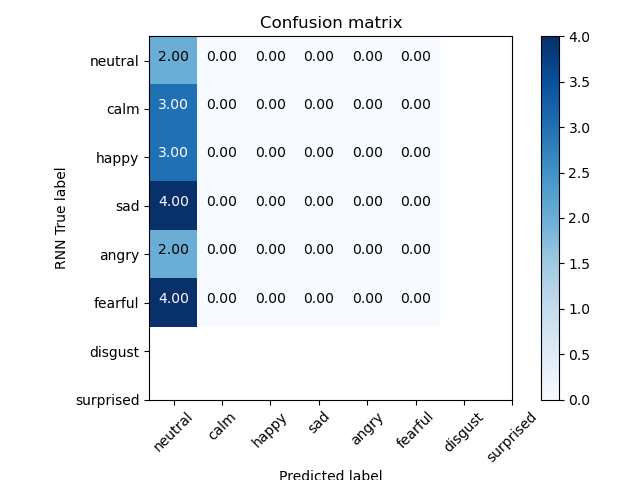 Confusion matrix
neutral 2.00 0.00 0.00 0.00 0.00 0.00
calm 3.00 0.00 0.00 0.00 0.00 0.00
happy 3.00 0.00 0.00 0.00 0.00 0.00
sad 4.00 0.00 0.00 0.00 0.00 0.00
angry 2.00 0.00 0.00 0.00 0.00 0.00
fearful 4.00 0.00 0.00 0.00 0.00 0.00
disgust
surprised
RNN True label
neutral calm happy sad angry fearful disgust surprised
Predicted label
4.0
3.5
3.0
2.5
2.0
1.5
1.0
0.5
0.0